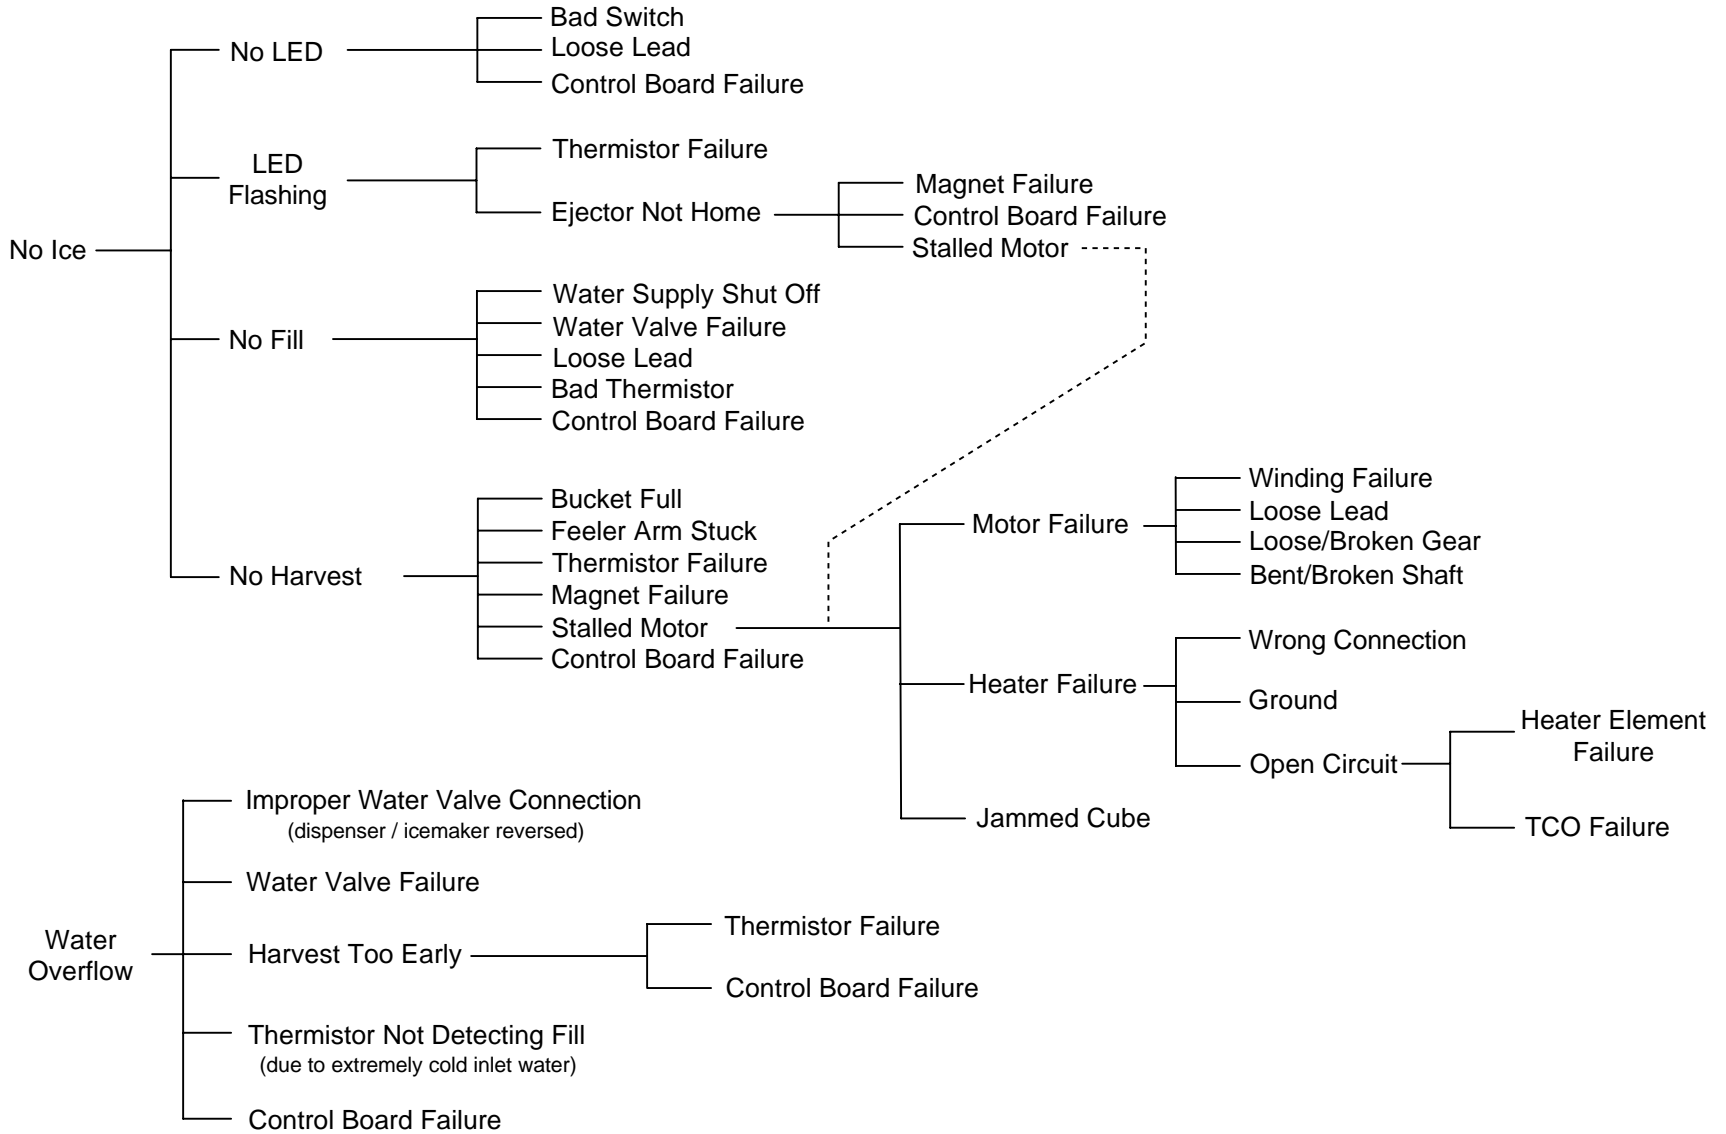 No Ice
No LED
Bad Switch
Loose Lead
Control Board Failure
LED
Flashing
Thermistor Failure
Ejector Not Home
Magnet Failure
Control Board Failure
Stalled Motor
No Fill
Water Supply Shut Off
Water Valve Failure
Loose Lead
Bad Thermistor
Control Board Failure
No Harvest
Bucket Full
Feeler Arm Stuck
Thermistor Failure
Magnet Failure
Stalled Motor
Control Board Failure
Motor Failure
Winding Failure
Loose Lead
Loose/Broken Gear
Bent/Broken Shaft
Heater Failure
Wrong Connection
Ground
Open Circuit
Heater Element
Failure
TCO Failure
Jammed Cube
Water
Overflow
Improper Water Valve Connection
(dispenser / icemaker reversed)
Water Valve Failure
Harvest Too Early
Thermistor Failure
Control Board Failure
Thermistor Not Detecting Fill
(due to extremely cold inlet water)
Control Board Failure